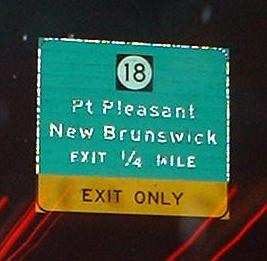 18
Pt Pleasant
New Brunswick
EXIT 1/4 MILE
EXIT ONLY